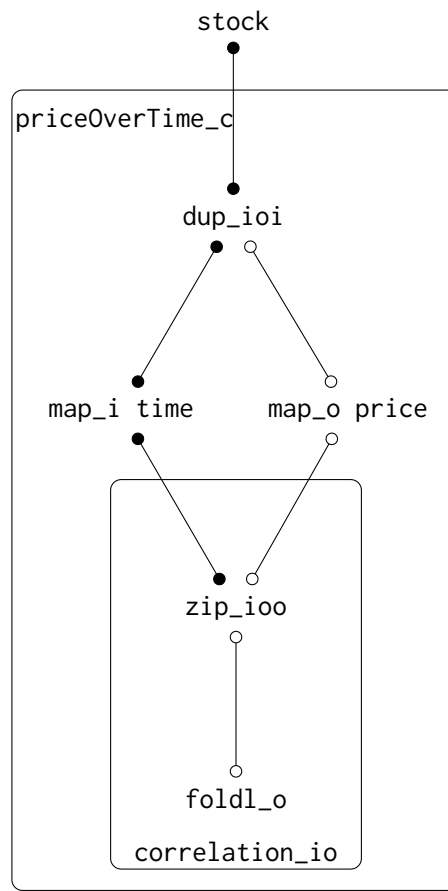 stock
priceOverTime_c
dup_ioi
map_i time
map_o price
zip_ioo
foldl_o
correlation_io